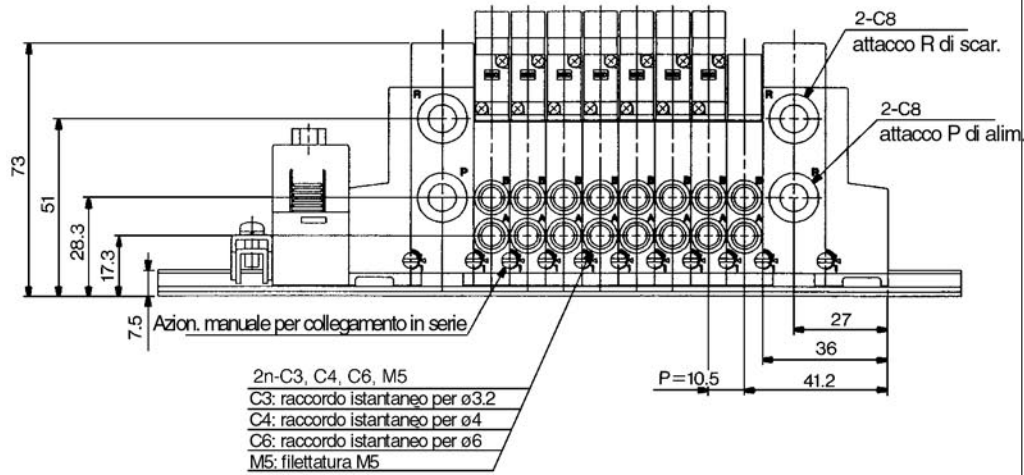 2-C8
attacco R di scar.
2-C8
attacco P di alim.
R
R
P
P
B B B B B B B B
A A A A A A A A
73
51
28.3
17.3
7.5
Azion. manuale per collegamento in serie
27
36
P=10.5
41.2
2n-C3, C4, C6, M5
C3: raccordo istantaneo per ø3.2
C4: raccordo istantaneo per ø4
C6: raccordo istantaneo per ø6
M5: filettatura M5